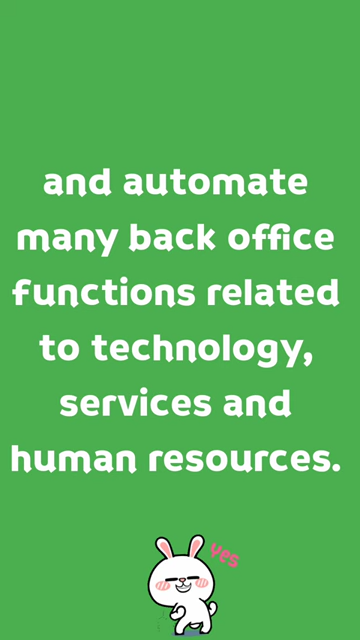 and automate
many back office
functions related
to technology,
services and
human resources.
yes